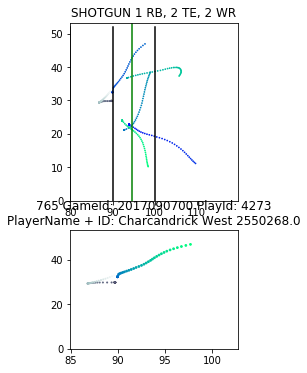 SHOTGUN 1 RB, 2 TE, 2 WR
50
40
30
20
10
0
80 90 100 110
765 GameId: 2017090700 PlayId: 4273
PlayerName + ID: Charcandrick West 2550268.0
40
20
0
85 90 95 100